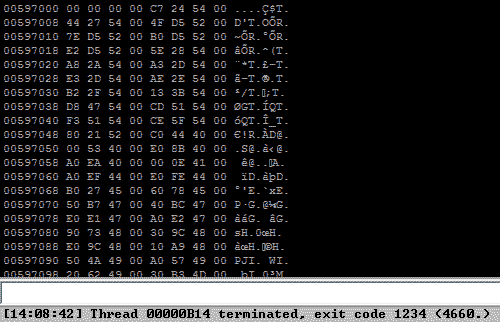 00597000 00 00 00 00 C7 24 54 00 ....Ç$T.
00597008 44 27 54 00 4F D5 52 00 D'T.OÕR.
00597010 7E D5 52 00 B0 D5 52 00 ~ÕR.°ÕR.
00597018 E2 D5 52 00 5E 28 54 00 âÕR.^(T.
00597020 A8 2A 54 00 A3 2D 54 00 ¨*T.£-T.
00597028 E3 2D 54 00 AE 2E 54 00 ã-T.®.T.
00597030 B2 2F 54 00 13 3B 54 00 ²/T.;T.
00597038 D8 47 54 00 CD 51 54 00 ØGT.ÍQT.
00597040 F3 51 54 00 CE 5F 54 00 óQT.Î_T.
00597048 80 21 52 00 C0 44 40 00 €!R.ÀD@.
00597050 00 53 40 00 E0 8B 40 00 .S@.à‹@.
00597058 A0 EA 40 00 00 0E 41 00 ê@..A.
00597060 A0 EF 44 00 E0 FE 44 00 ïD.àþD.
00597068 B0 27 45 00 60 78 45 00 °'E.`xE.
00597070 50 B7 47 00 40 BC 47 00 P·G.@¼G.
00597078 E0 E1 47 00 A0 E2 47 00 àáG. âG.
00597080 90 73 48 00 30 9C 48 00 sH.0œH.
00597088 E0 9C 48 00 10 A9 48 00 àœH.©H.
00597090 50 4A 49 00 A0 57 49 00 PJI. WI.
00597098 20 62 49 00 30 B3 4D 00 bI.0³M
[14:08:42] Thread 00000B14 terminated, exit code 1234 (4660.)